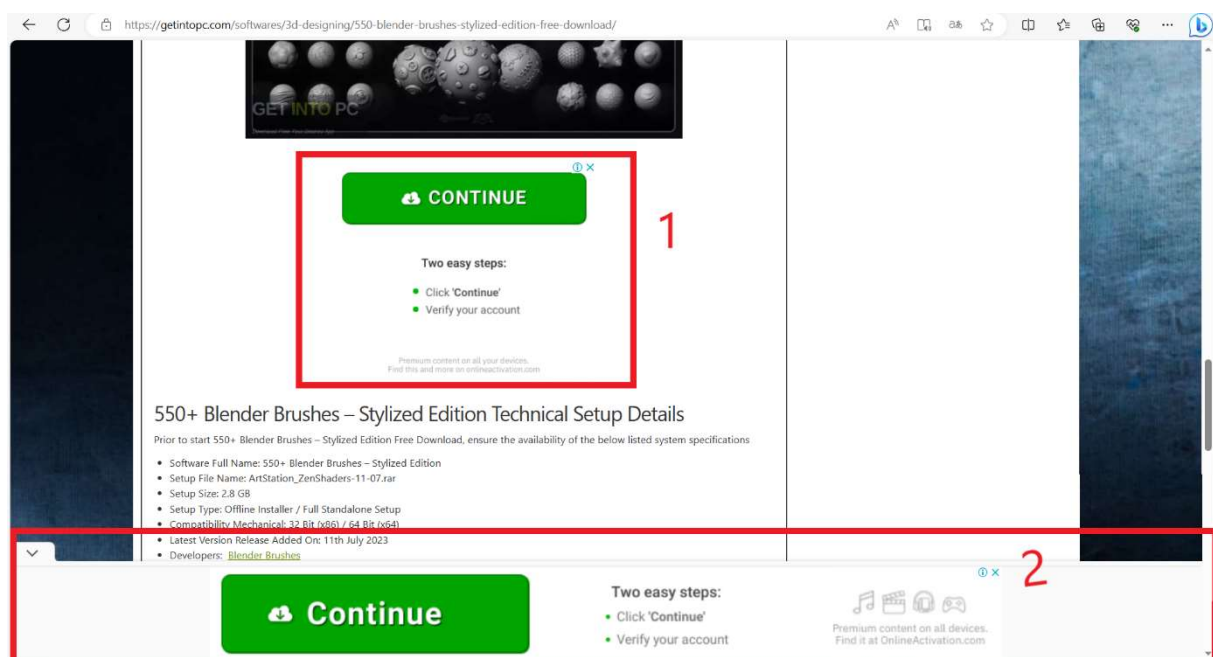 https://getintopc.com/softwares/3d-designing/550-blender-brushes-stylized-edition-free-download/
GET INTO PC
CONTINUE
1
Two easy steps:
Click 'Continue'
Verify your account
Premium content on all your devices.
Find this and more on onlineactivation.com
550+ Blender Brushes – Stylized Edition Technical Setup Details
Prior to start 550+ Blender Brushes – Stylized Edition Free Download, ensure the availability of the below listed system specifications
• Software Full Name: 550+ Blender Brushes – Stylized Edition
• Setup File Name: ArtStation_ZenShaders-11-07.rar
• Setup Size: 2.8 GB
• Setup Type: Offline Installer / Full Standalone Setup
• Compatibility Mechanical: 32 Bit (x86) / 64 Bit (x64)
• Latest Version Release Added On: 11th July 2023
• Developers: Blender Brushes
2
Continue
Two easy steps:
• Click 'Continue'
• Verify your account
Premium content on all devices.
Find it at OnlineActivation.com